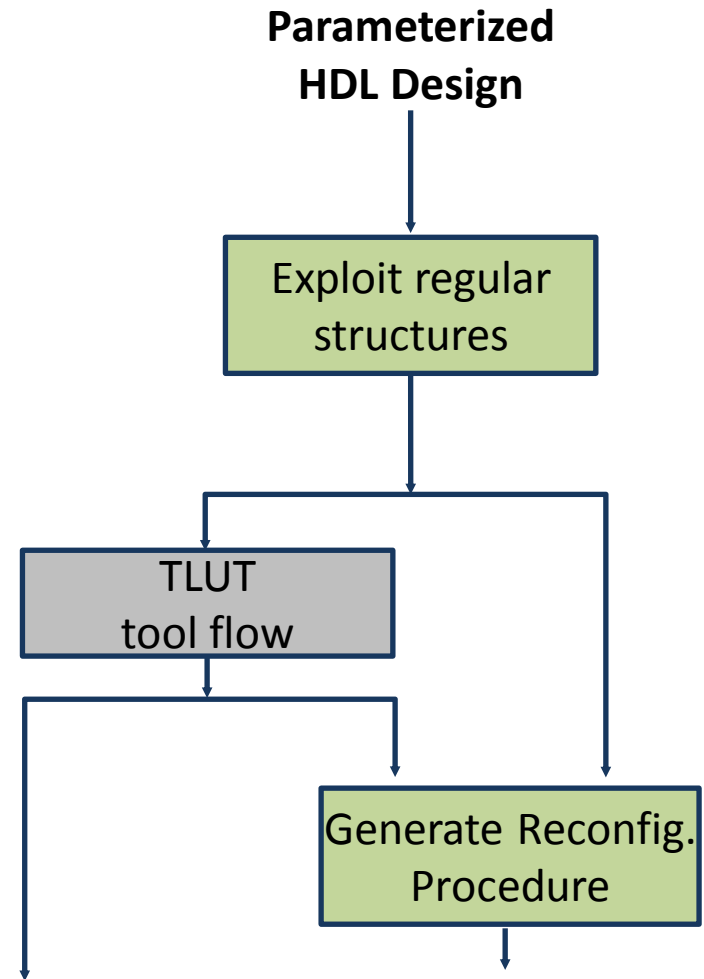 Parameterized
HDL Design
Exploit regular
structures
TLUT
tool flow
Generate Reconfig.
Procedure